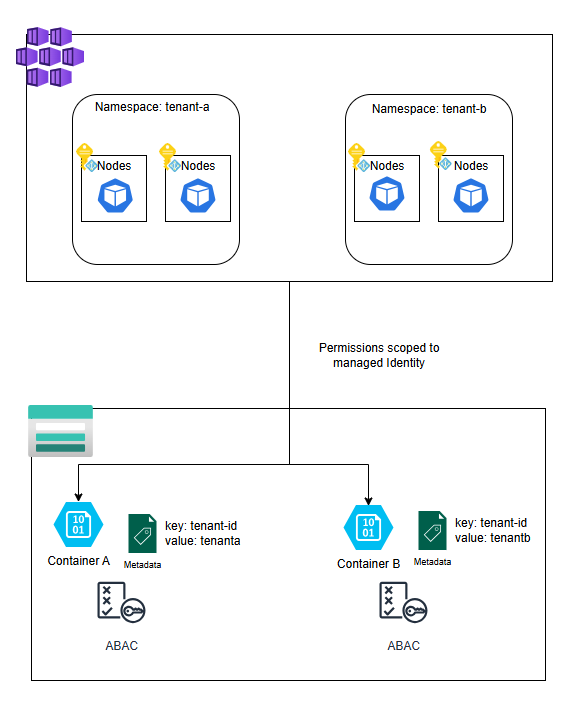 Namespace: tenant-a
Namespace: tenant-b
Nodes
Nodes
Nodes
Nodes
Permissions scoped to
managed Identity
10
01
key: tenant-id
value: tenanta
Container A
Metadata
ABAC
10
01
key: tenant-id
value: tenantb
Container B
Metadata
ABAC